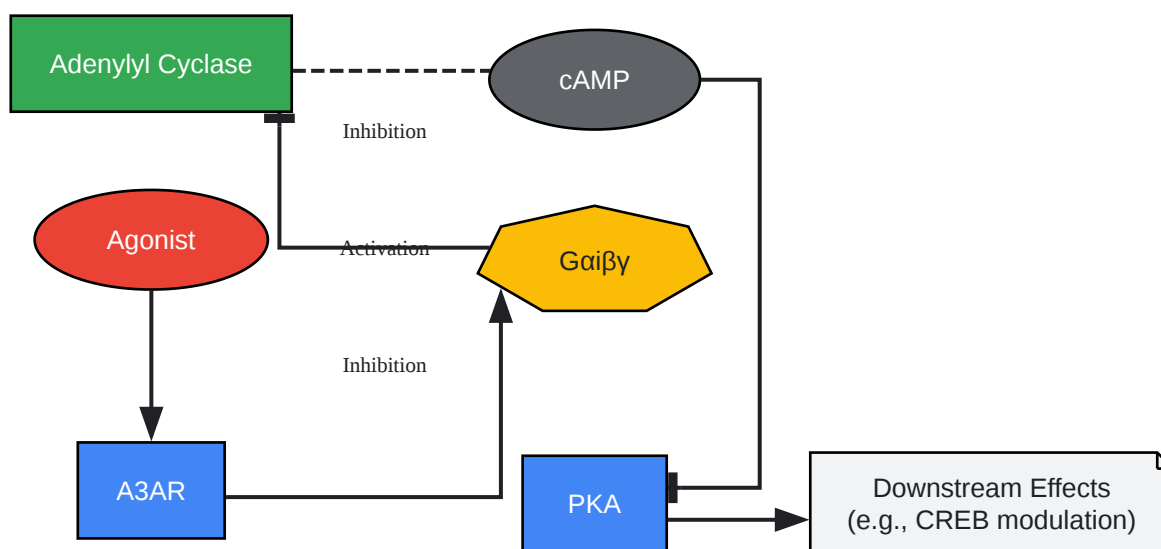 Adenylyl Cyclase
cAMP
Inhibition
Agonist
Activation
Gαiβγ
Inhibition
A3AR
PKA
Downstream Effects
(e.g., CREB modulation)